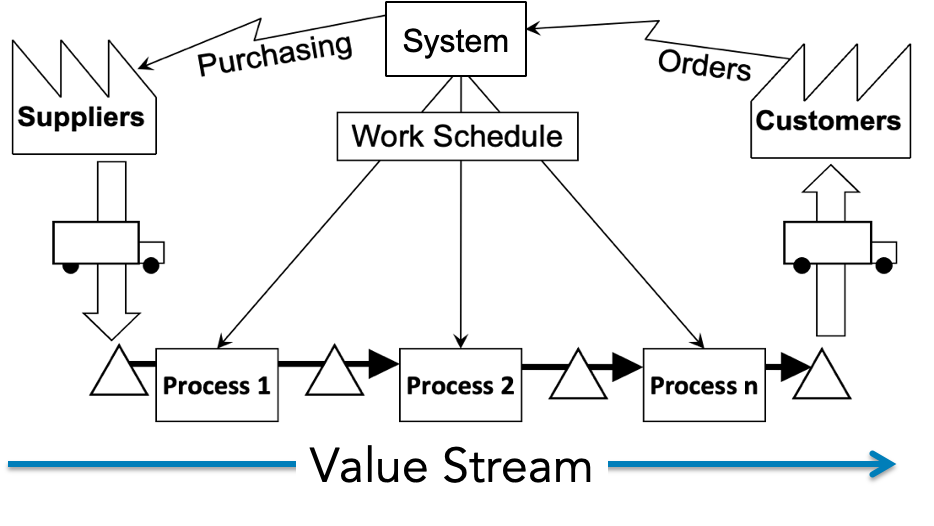 System
Purchasing
Orders
Suppliers
Work Schedule
Customers
Process 1
Process 2
Process n
Value Stream